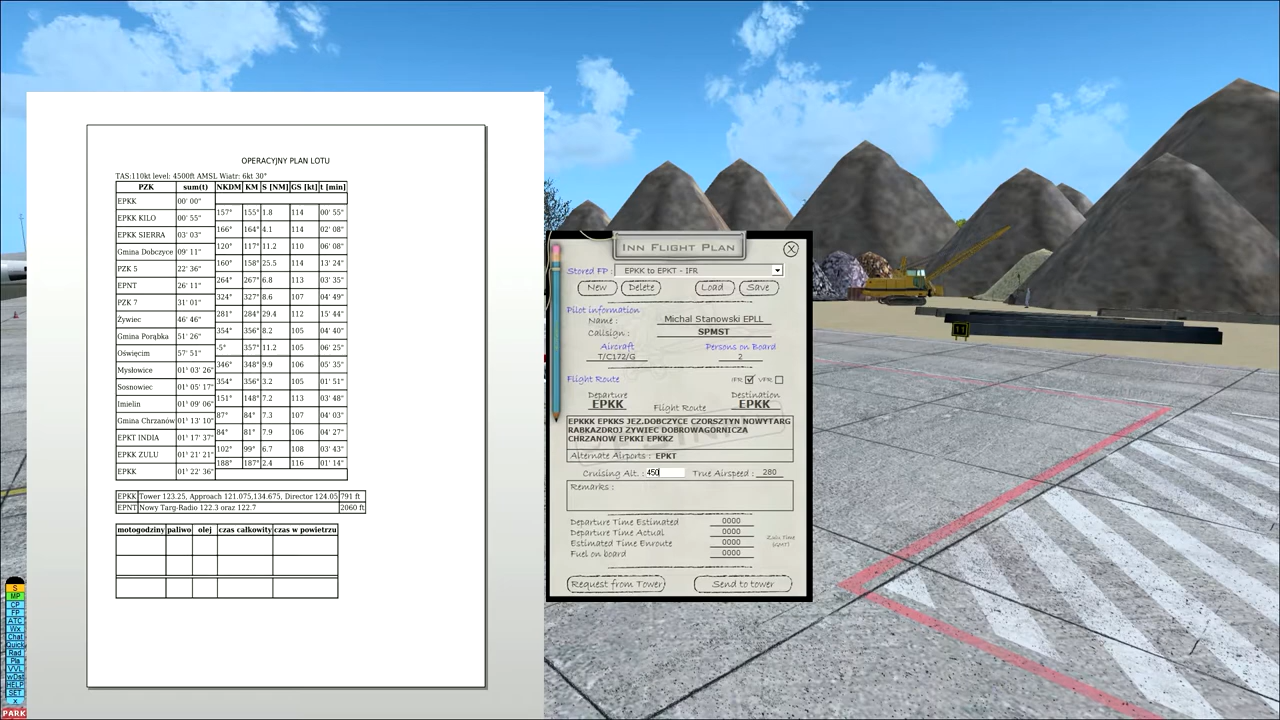 OPERACYJNY PLAN LOTU
TAS:110kt level: 4500ft AMSL Wiatr: 6kt 30°
PZK sum(t) NKDM KM S [NM] GS [kt] t [min]
EPKK 00' 00"
157° 155° 1.8 114 00' 55"
EPKK KILO 00' 55"
166° 164° 4.1 114 02' 08"
EPKK SIERRA 03' 03"
120° 117° 11.2 110 06' 08"
Gmina Dobczyce 09' 11"
160° 158° 25.5 114 13' 24"
PZK 5 22' 36"
264° 267° 6.8 113 03' 35"
EPNT 26' 11"
324° 327° 8.6 107 04' 49"
PZK 7 31' 01"
281° 284° 29.4 112 15' 44"
Żywiec 46' 46"
354° 356° 8.2 105 04' 40"
Gmina Porąbka 51' 26"
-5° 357° 11.2 105 06' 25"
Oświęcim 57' 51"
346° 348° 9.9 106 05' 35"
Mysłowice 01¹ 03' 26"
354° 356° 3.2 105 01' 51"
Sosnowiec 01¹ 05' 17"
151° 148° 7.2 113 03' 48"
Imielin 01¹ 09' 06"
87° 84° 7.3 107 04' 03"
Gmina Chrzanów 01¹ 13' 10"
84° 81° 7.9 106 04' 27"
EPKT INDIA 01¹ 17' 37"
102° 99° 6.7 108 03' 43"
EPKK ZULU 01¹ 21' 21"
188° 187° 2.4 116 01' 14"
EPKK 01¹ 22' 36"
EPKK Tower 123.25, Approach 121.075,134.675, Director 124.05 791 ft
EPNT Nowy Targ-Radio 122.3 oraz 122.7 2060 ft
motogodziny paliwo olej czas całkowity czas w powietrzu
INN FLIGHT PLAN
X
Stored FP : EPKK to EPKT - IFR
New Delete Load Save
Pilot information
Name : Michal Stanowski EPLL
Callsign : SPMST
Aircraft Persons on Board
T/C172/G 2
Flight Route IFR VFR
Departure Destination
EPKK Flight Route EPKK
EPKKK EPKKS JEZ.DOBCZYCE CZORSZTYN NOWYTARG
RABKAZDROJ ZYWIEC DOBROWAGÓRNICZA
CHRZANOW EPKKI EPKKZ
Alternate Airports : EPKT
Cruising Alt. : 450 True Airspeed : 280
Remarks :
Departure Time Estimated 0000
Departure Time Actual 0000
Estimated Time Enroute 0000
Zulu Time
(GMT)
Fuel on board 0000
Request from Tower Send to tower
11
S
MP
CP
FP
ATC
Wx
Chat
Quick
Rad
Pla
VVL
wDst
HELP
SET
x
PARK